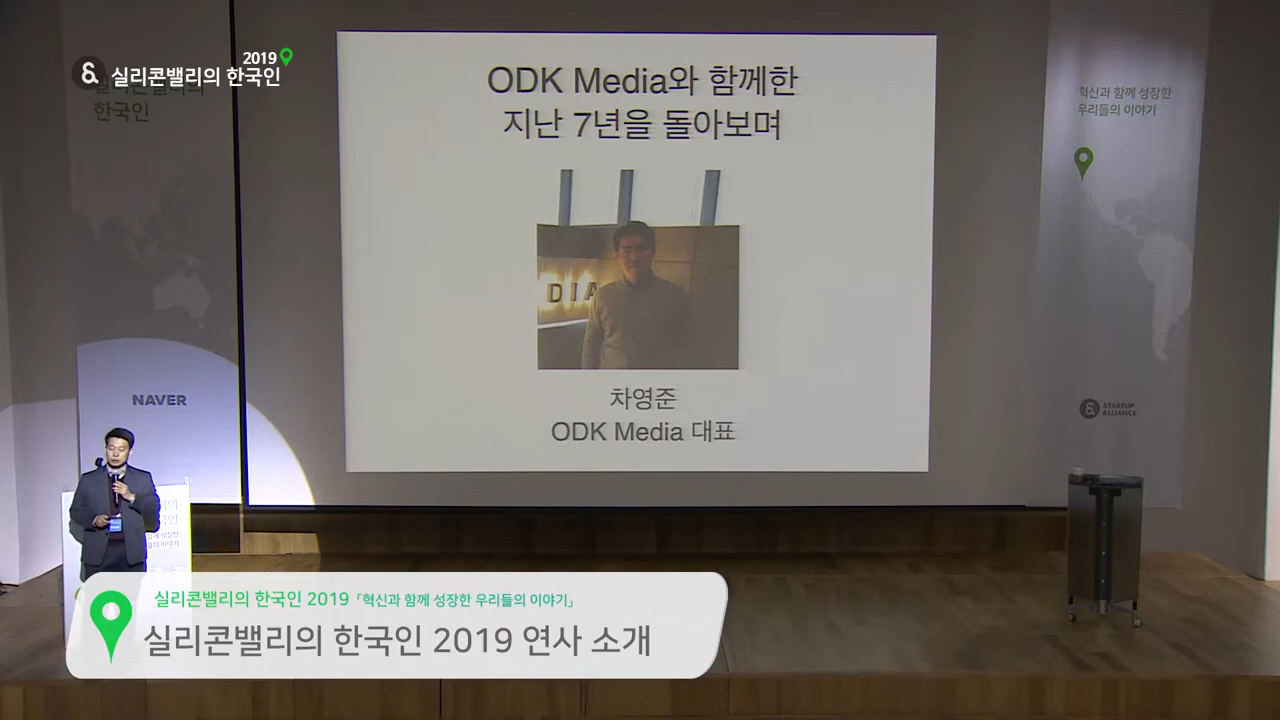 2019
실리콘밸리의 한국인
한국인
ODK Media와 함께한
지난 7년을 돌아보며
DIA
차영준
ODK Media 대표
혁신과 함께 성장한
우리들의 이야기
STARTUP
ALLIANCE
NAVER
실리콘밸리의 한국인 2019 「혁신과 함께 성장한 우리들의 이야기」
실리콘밸리의 한국인 2019 연사 소개